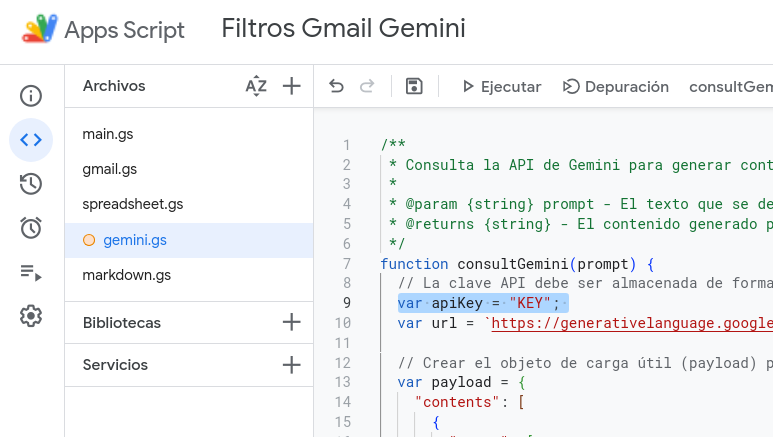 Apps Script
Filtros Gmail Gemini
Archivos
AZ
Ejecutar
Depuración
consultGem
main.gs
gmail.gs
spreadsheet.gs
gemini.gs
markdown.gs
Bibliotecas
Servicios
1 /**
2 * Consulta la API de Gemini para generar cont
3 *
4 * @param {string} prompt - El texto que se de
5 * @returns {string} - El contenido generado p
6 */
7 function consultGemini(prompt) {
8 // La clave API debe ser almacenada de forma
9 var apiKey = "KEY";
10 var url = `https://generativelanguage.google
11
12 // Crear el objeto de carga útil (payload) p
13 var payload = {
14 "contents": [
15 {